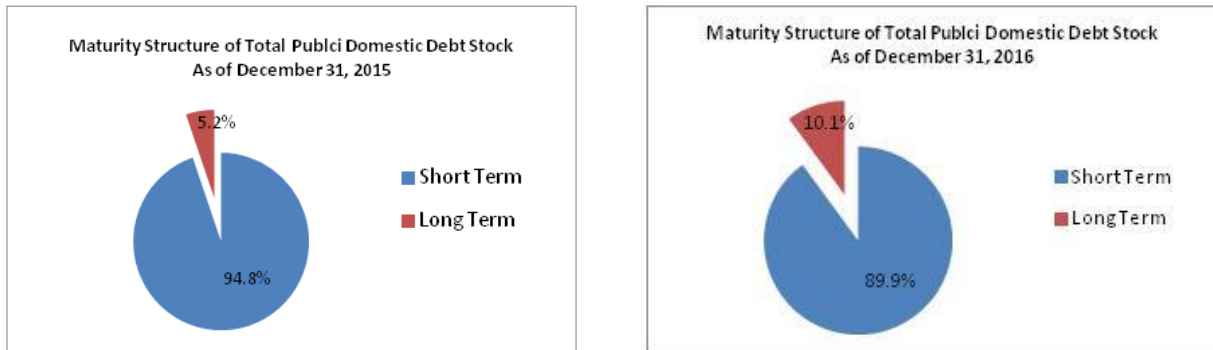 Maturity Structure of Total Publci Domestic Debt Stock
As of December 31, 2015
5.2%
Short Term
Long Term
94.8%
Maturity Structure of Total Publci Domestic Debt Stock
As of December 31, 2016
10.1%
Short Term
Long Term
89.9%